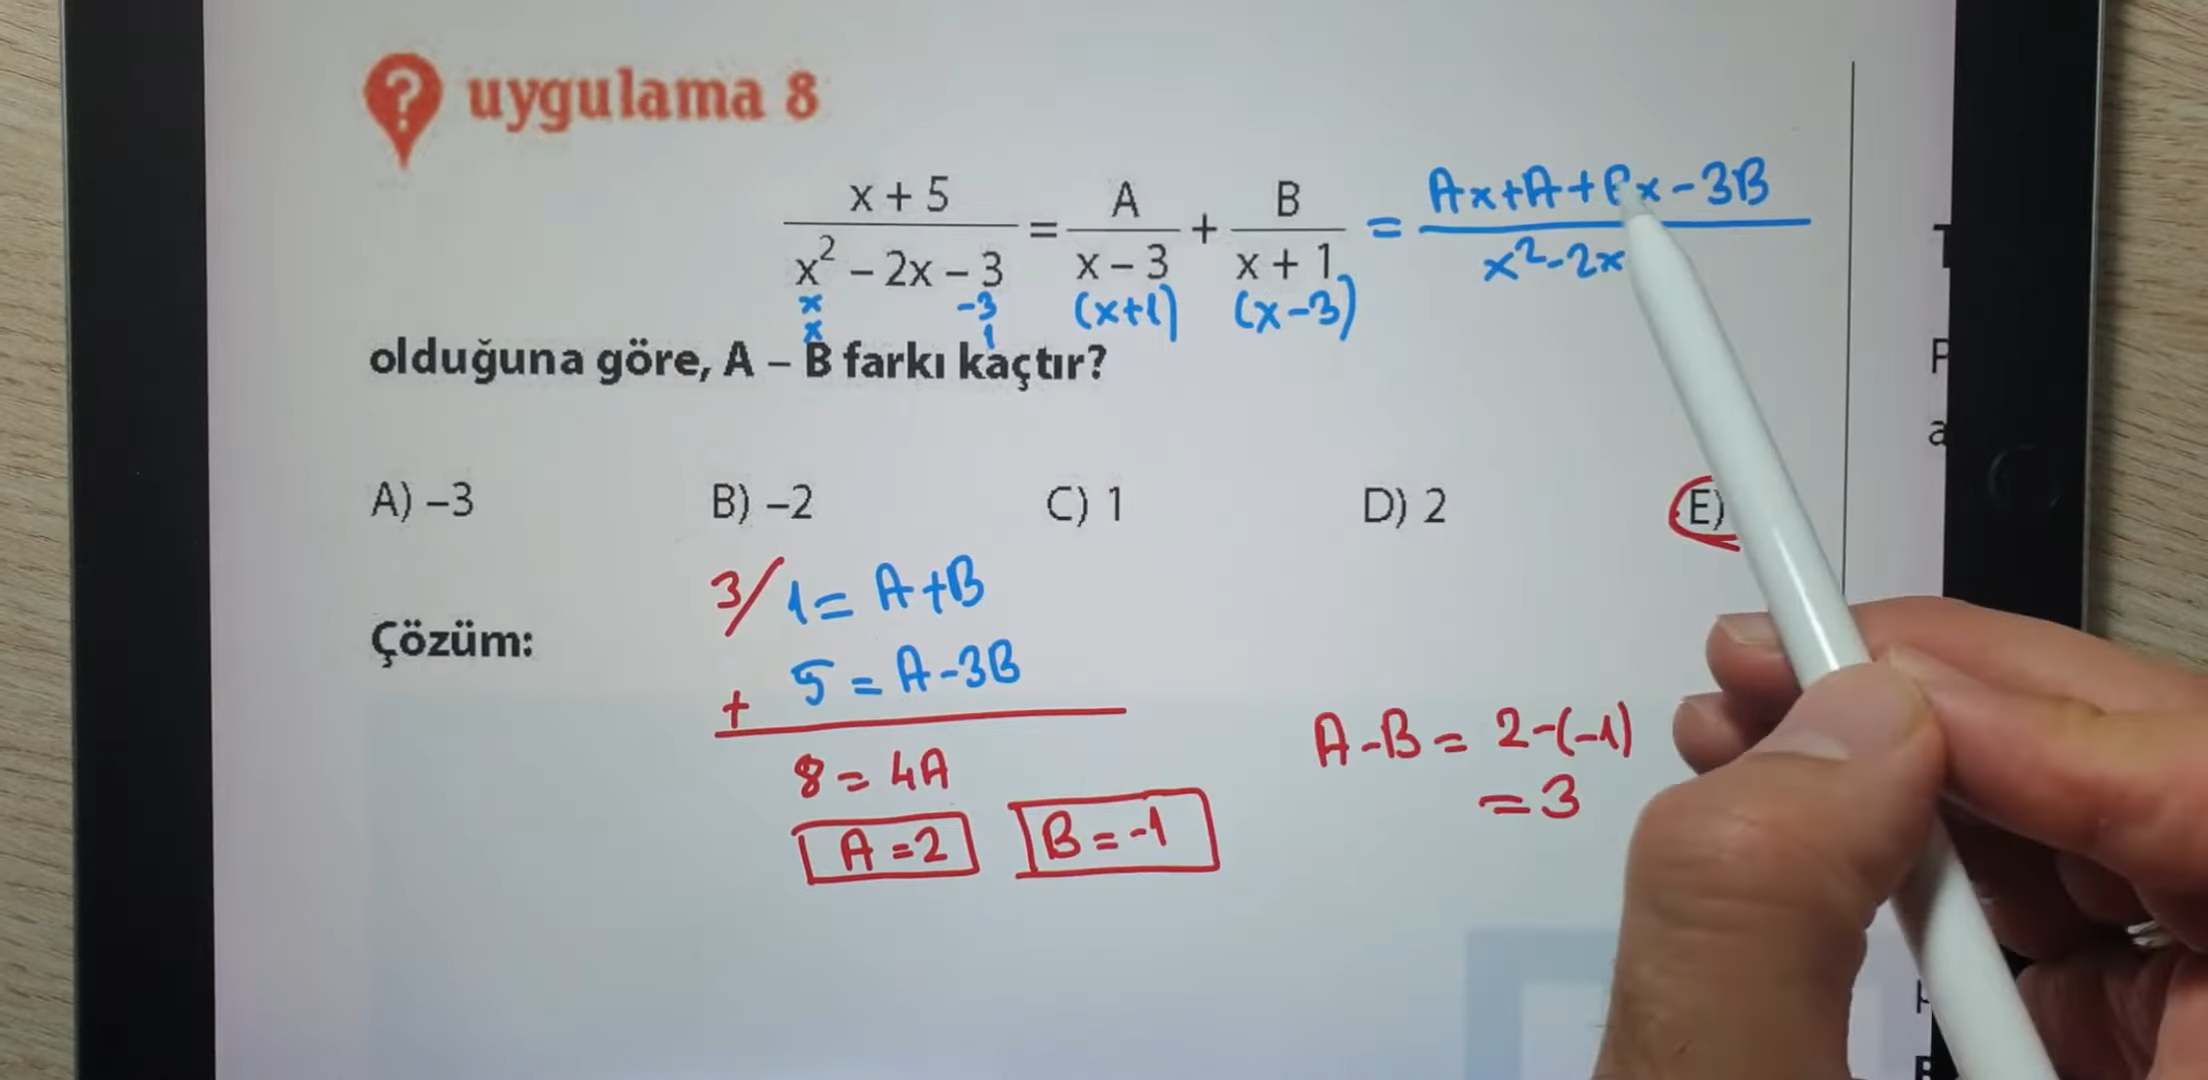 uygulama 8
x + 5 / x² – 2x – 3 = A / x – 3 + B / x + 1 = Ax+A+Bx-3B / x²-2x
x -3 (x+1) (x-3)
x 1
olduğuna göre, A – B farkı kaçtır?
A) –3 B) –2 C) 1 D) 2 E)
3/ 1 = A+B
Çözüm:
+ 5 = A-3B
8 = 4A
A = 2 B = -1
A-B = 2-(-1)
= 3